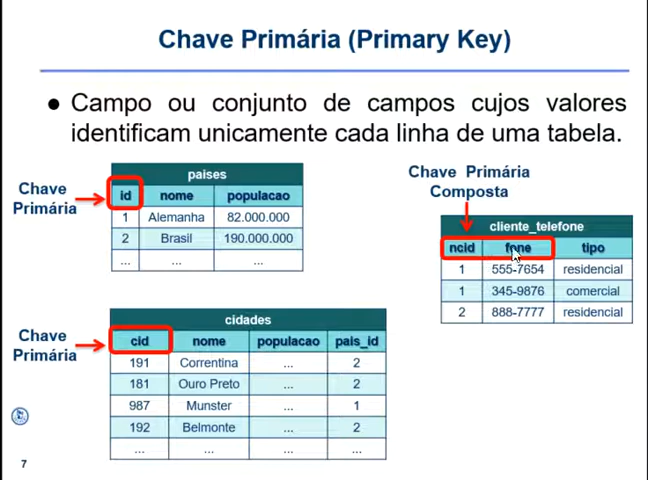 Chave Primária (Primary Key)
● Campo ou conjunto de campos cujos valores
identificam unicamente cada linha de uma tabela.
Chave
Primária
paises
id nome populacao
1 Alemanha 82.000.000
2 Brasil 190.000.000
... ... ...
Chave Primária
Composta
cliente_telefone
ncid fone tipo
1 555-7654 residencial
1 345-9876 comercial
2 888-7777 residencial
Chave
Primária
cidades
cid nome populacao pais_id
191 Correntina ... 2
181 Ouro Preto ... 2
987 Munster ... 1
192 Belmonte ... 2
... ... ... ...
7